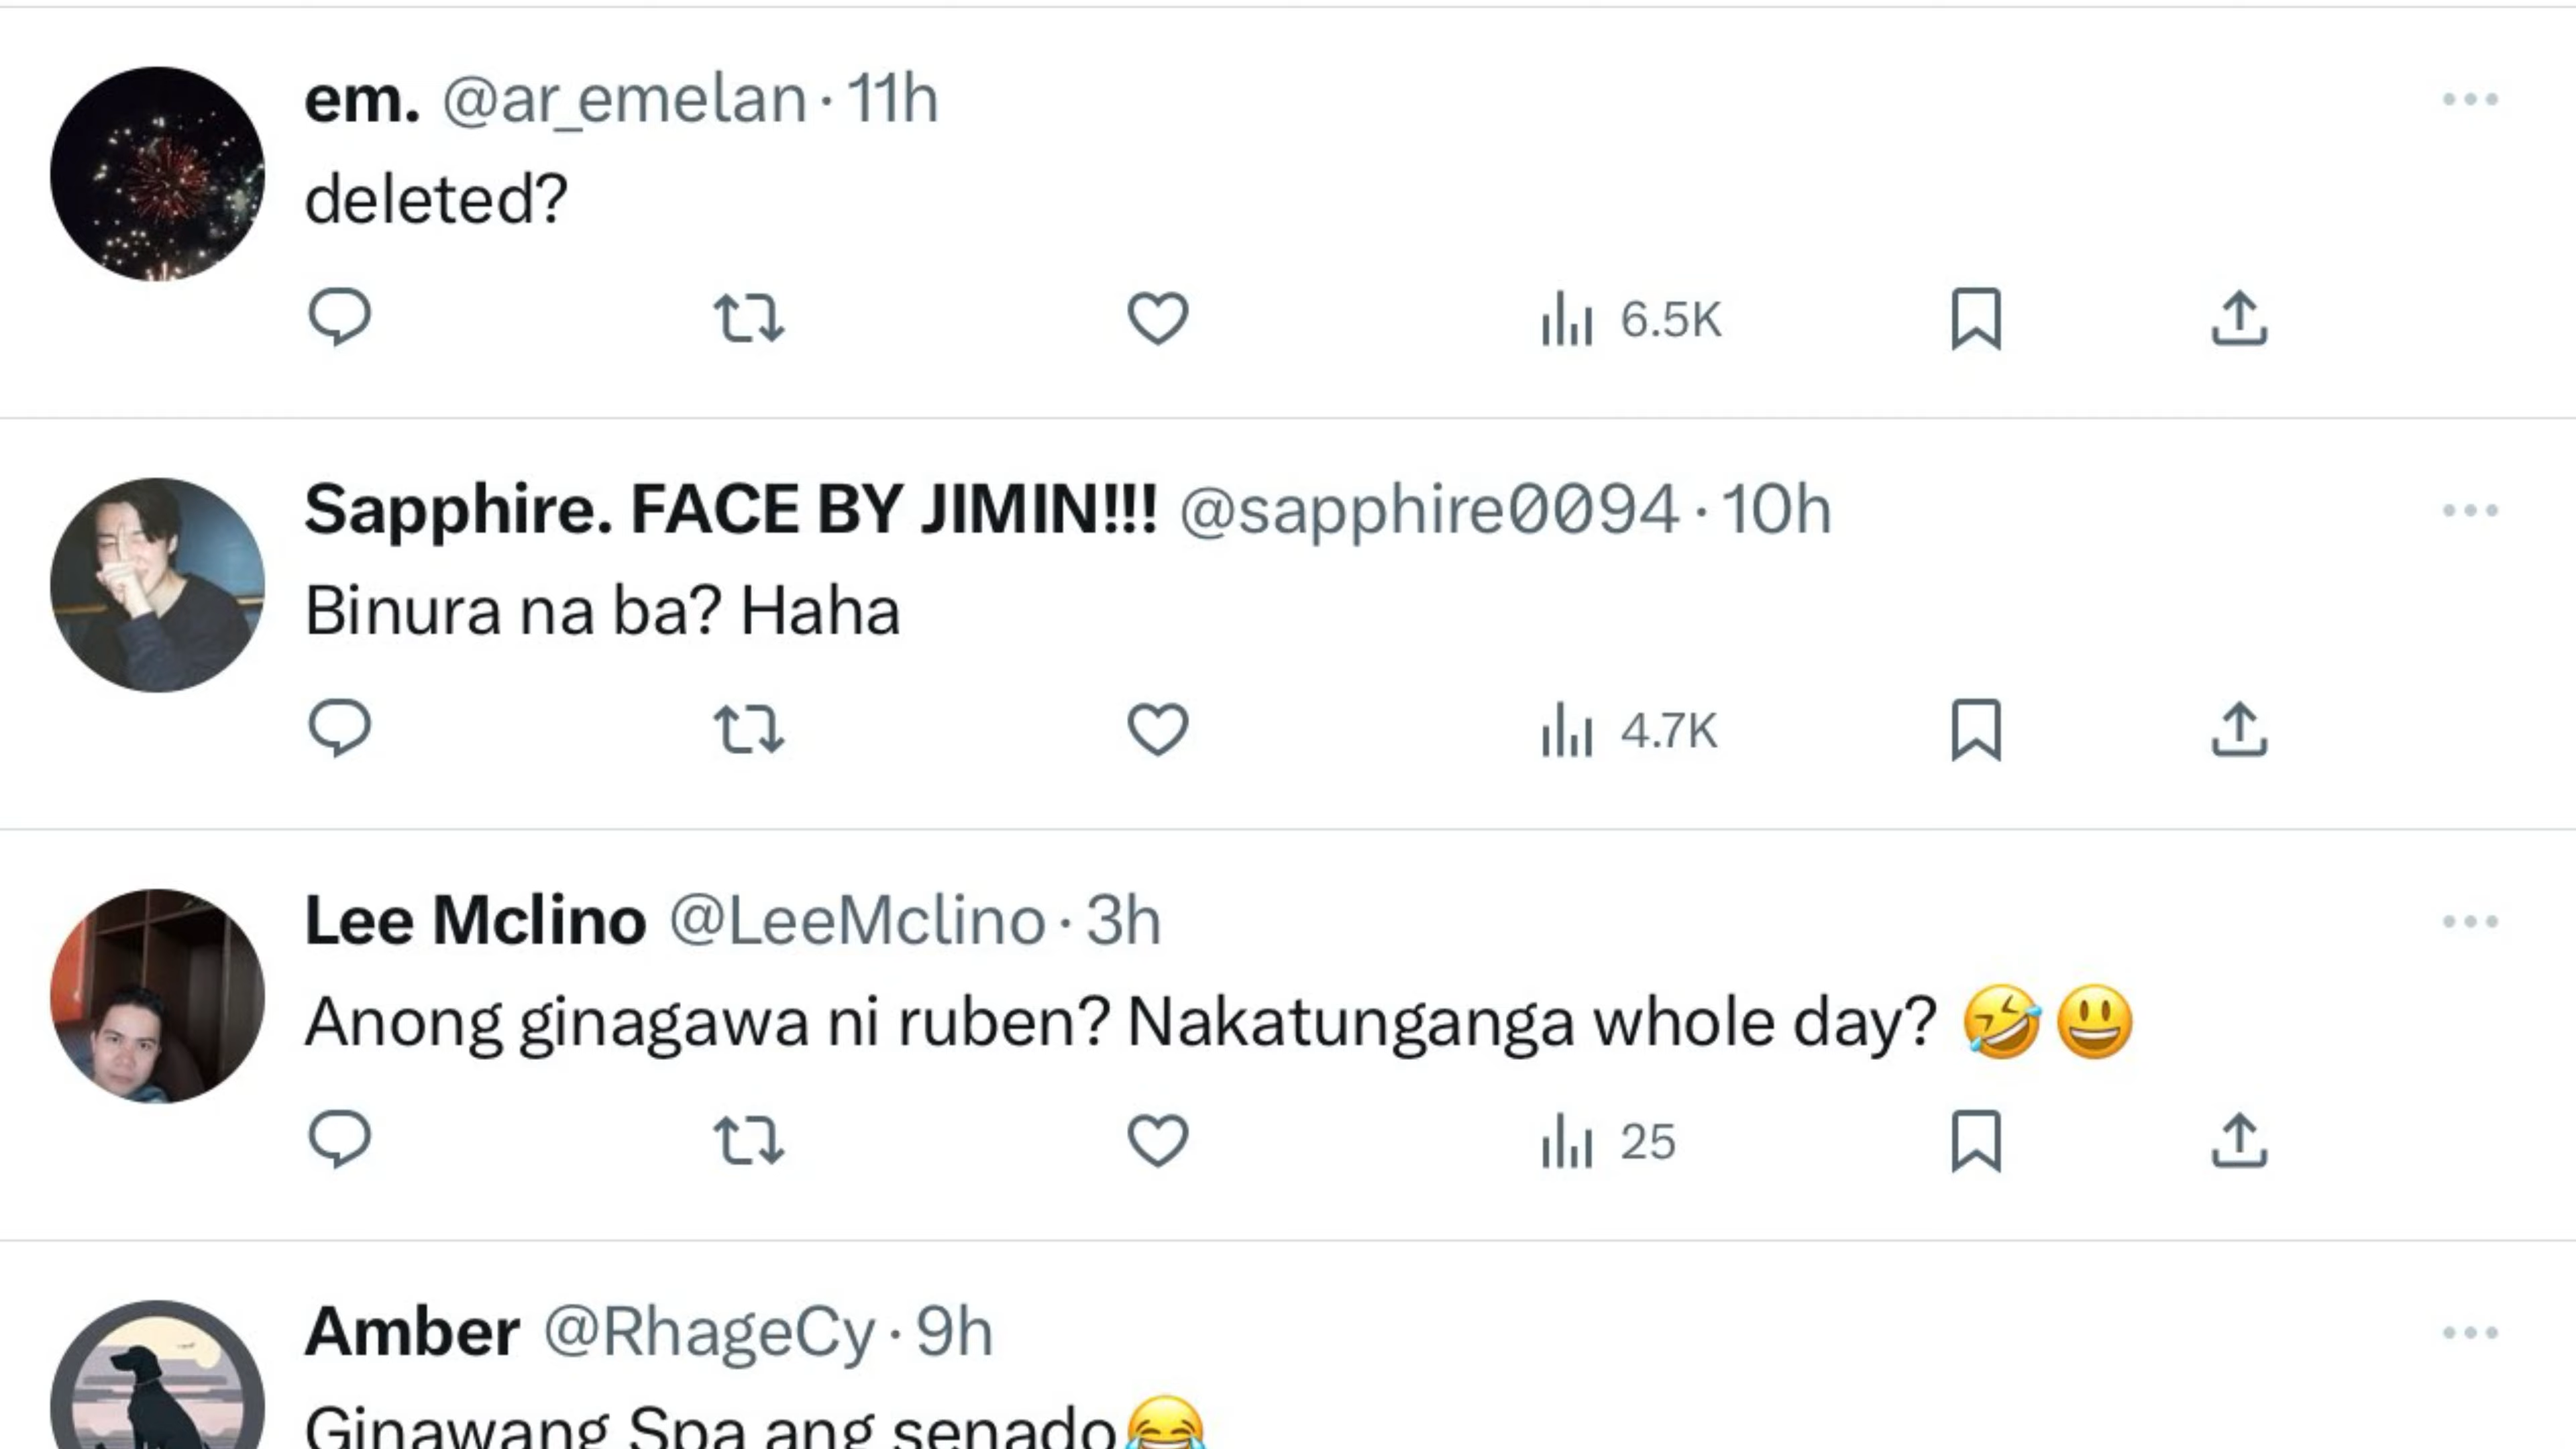 em. @ar_emelan · 11h
deleted?
6.5K
Sapphire. FACE BY JIMIN!!! @sapphire0094 · 10h
Binura na ba? Haha
4.7K
Lee Mclino @LeeMclino · 3h
Anong ginagawa ni ruben? Nakatunganga whole day? 🤣😃
25
Amber @RhageCy · 9h
Ginawang Spa ang senado😂